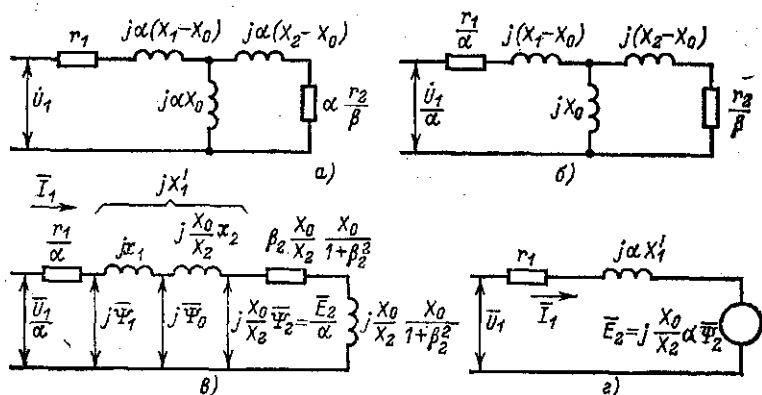 r₁ jα(X₁−X₀) jα(X₂−X₀)
U̇₁ jαX₀ α r₂/β
а)
r₁/α j(X₁−X₀) j(X₂−X₀)
U̇₁/α jX₀ r₂/β
б)
Ī₁ jX₁′
r₁/α jx₁ j X₀/X₂ x₂ β₂ X₀/X₂ X₀/(1+β₂²)
Ū₁/α jΨ̄₁ jΨ̄₀ j X₀/X₂ Ψ̄₂ = Ē₂/α j X₀/X₂ X₀/(1+β₂²)
в)
r₁ jαX₁′
Ū₁ Ī₁ Ē₂=j X₀/X₂ αΨ̄₂
г)